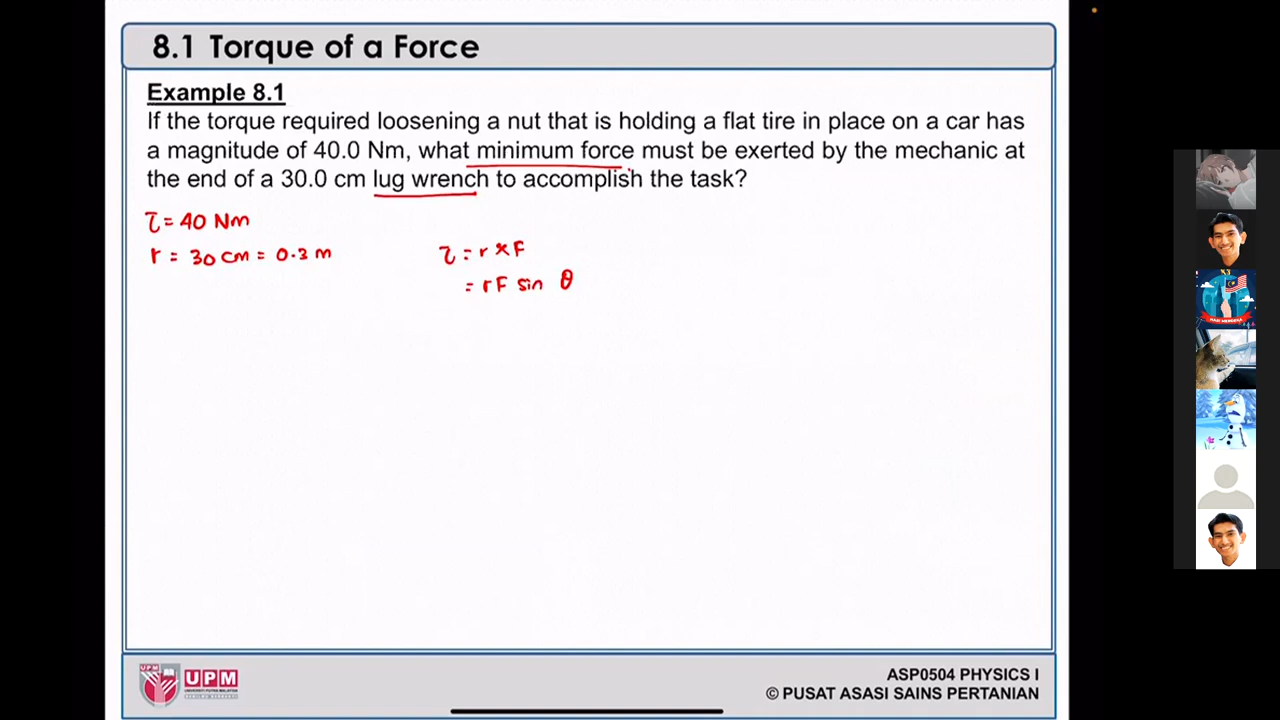 8.1 Torque of a Force
Example 8.1
If the torque required loosening a nut that is holding a flat tire in place on a car has
a magnitude of 40.0 Nm, what minimum force must be exerted by the mechanic at
the end of a 30.0 cm lug wrench to accomplish the task?
τ = 40 Nm
r = 30 cm = 0.3 m
τ = r × F
= rF sin θ
UPM
UPM
ASP0504 PHYSICS I
© PUSAT ASASI SAINS PERTANIAN